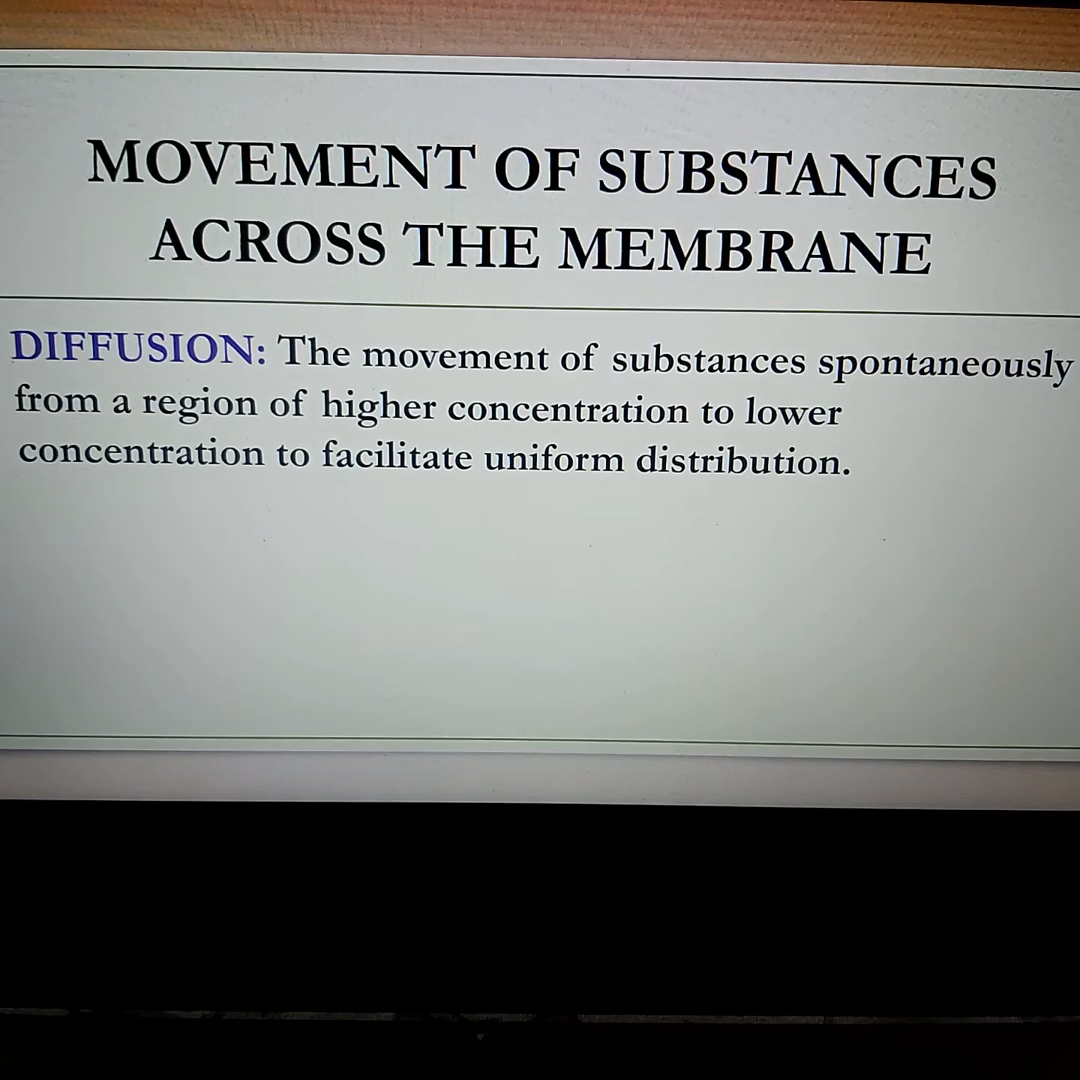 MOVEMENT OF SUBSTANCES
ACROSS THE MEMBRANE
DIFFUSION: The movement of substances spontaneously
from a region of higher concentration to lower
concentration to facilitate uniform distribution.